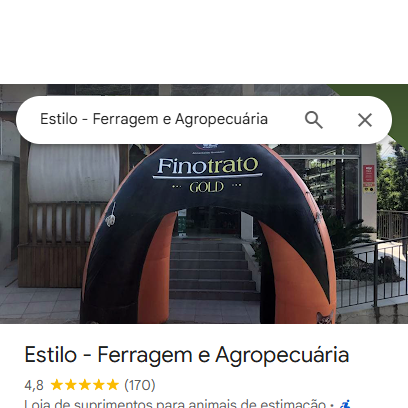 Estilo - Ferragem e Agropecuária
Finotrato
GOLD
Estilo - Ferragem e Agropecuária
4,8 (170)
Loja de suprimentos para animais de estimação ·